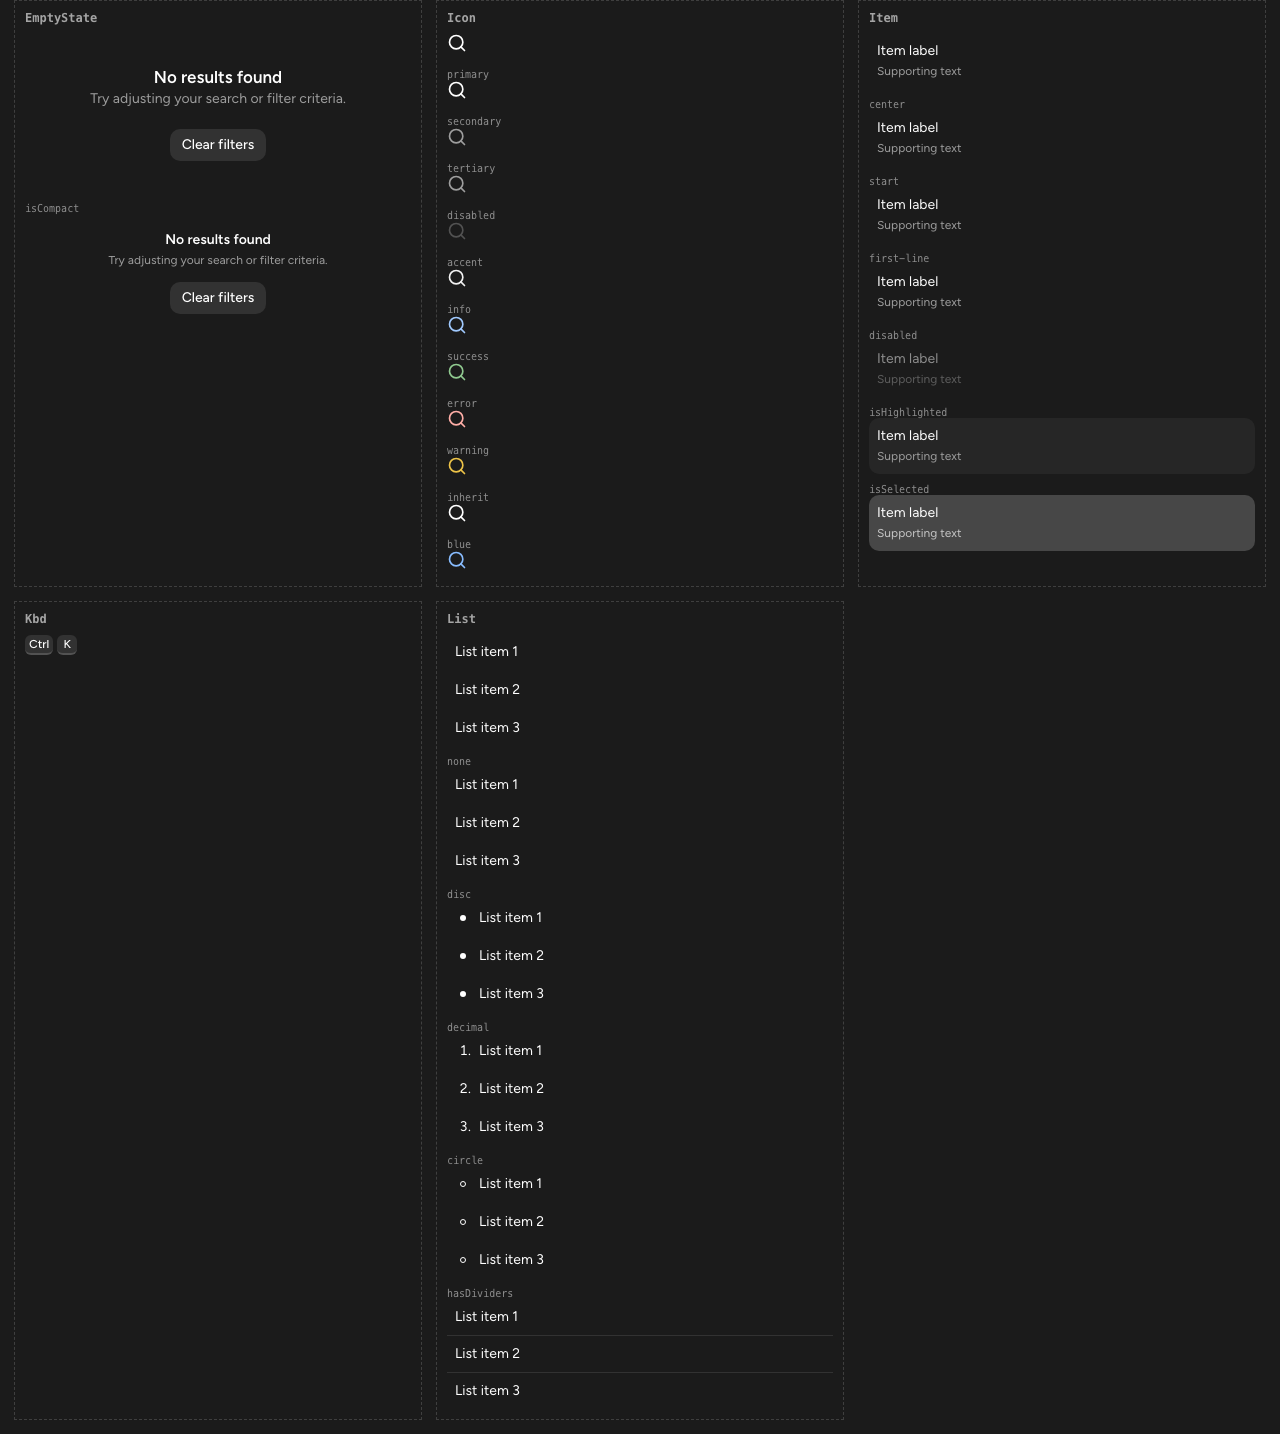 EmptyState
No results found
Try adjusting your search or filter criteria.
Clear filters
isCompact
No results found
Try adjusting your search or filter criteria.
Clear filters
Icon
primary
secondary
tertiary
disabled
accent
info
success
error
warning
inherit
blue
Item
Item label
Supporting text
center
Item label
Supporting text
start
Item label
Supporting text
first-line
Item label
Supporting text
disabled
Item label
Supporting text
isHighlighted
Item label
Supporting text
isSelected
Item label
Supporting text
Kbd
Ctrl K
List
List item 1
List item 2
List item 3
none
List item 1
List item 2
List item 3
disc
List item 1
List item 2
List item 3
decimal
1. List item 1
2. List item 2
3. List item 3
circle
List item 1
List item 2
List item 3
hasDividers
List item 1
List item 2
List item 3